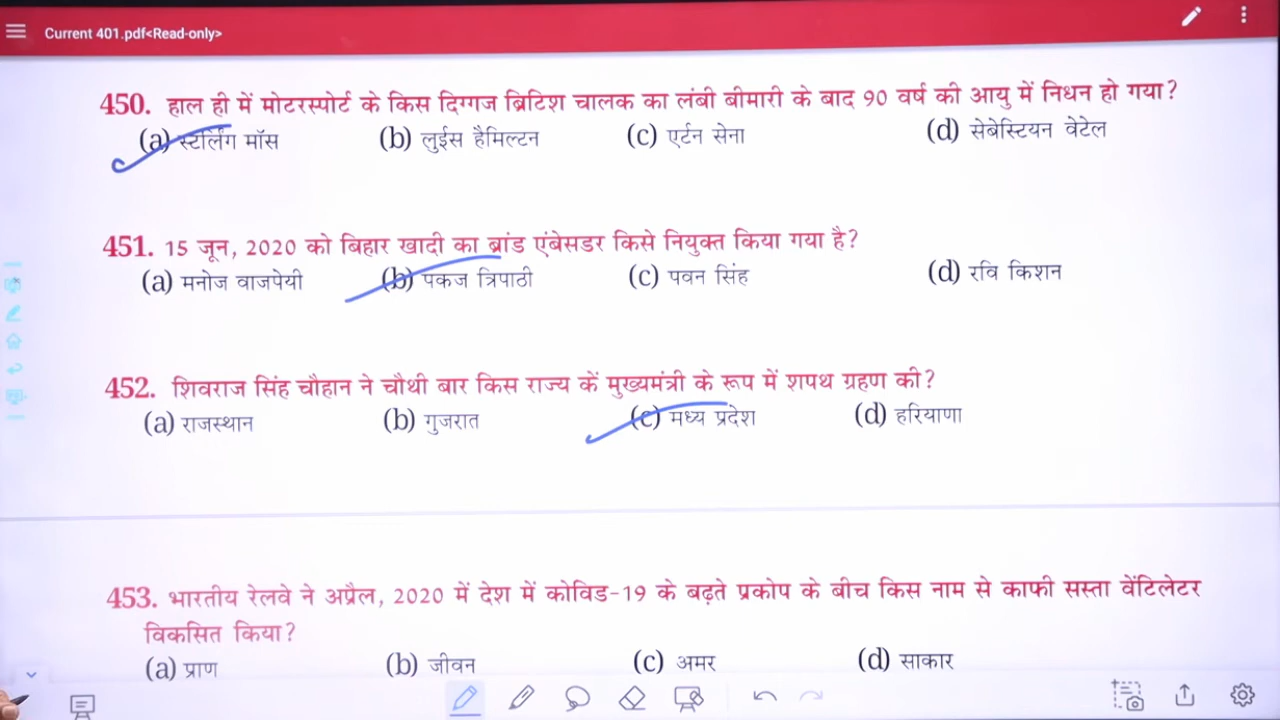 Current 401.pdf<Read-only>
450. हाल ही में मोटरस्पोर्ट के किस दिग्गज ब्रिटिश चालक का लंबी बीमारी के बाद 90 वर्ष की आयु में निधन हो गया?
(a) स्टर्लिंग मॉस (b) लुईस हैमिल्टन (c) एर्टन सेना (d) सेबेस्टियन वेटेल
451. 15 जून, 2020 को बिहार खादी का ब्रांड एंबेसडर किसे नियुक्त किया गया है?
(a) मनोज वाजपेयी (b) पकज त्रिपाठी (c) पवन सिंह (d) रवि किशन
452. शिवराज सिंह चौहान ने चौथी बार किस राज्य कें मुख्यमंत्री के रूप में शपथ ग्रहण की?
(a) राजस्थान (b) गुजरात (c) मध्य प्रदेश (d) हरियाणा
453. भारतीय रेलवे ने अप्रैल, 2020 में देश में कोविड-19 के बढ़ते प्रकोप के बीच किस नाम से काफी सस्ता वेंटिलेटर
विकसित किया?
(a) प्राण (b) जीवन (c) अमर (d) साकार